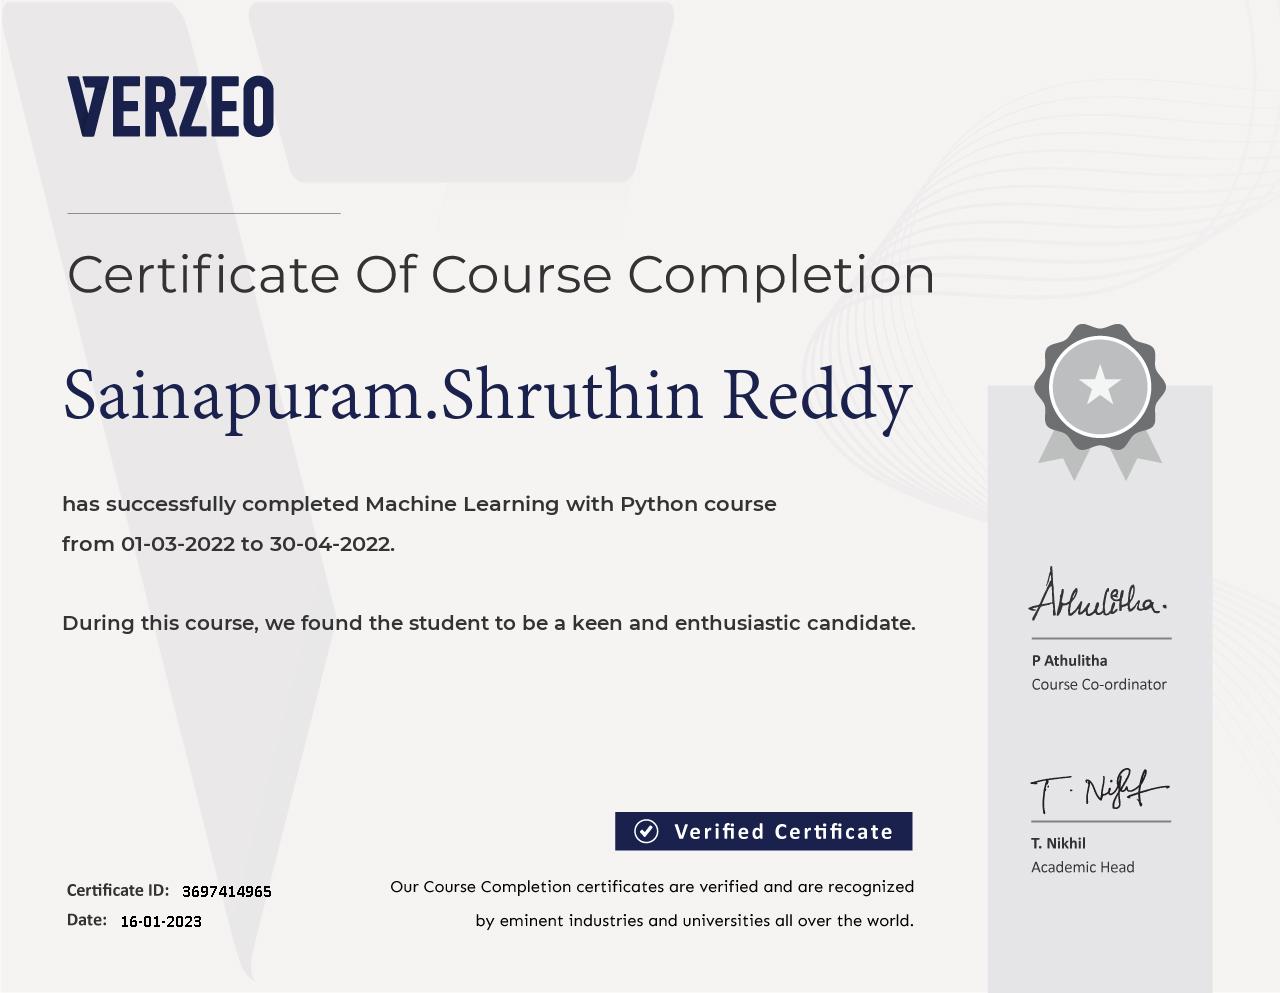 VERZEO
Certificate Of Course Completion
Sainapuram.Shruthin Reddy
has successfully completed Machine Learning with Python course
from 01-03-2022 to 30-04-2022.
During this course, we found the student to be a keen and enthusiastic candidate.
Athulitha.
P Athulitha
Course Co-ordinator
T. Nikhil
T. Nikhil
Academic Head
Verified Certificate
Our Course Completion certificates are verified and are recognized
by eminent industries and universities all over the world.
Certificate ID: 3697414965
Date: 16-01-2023